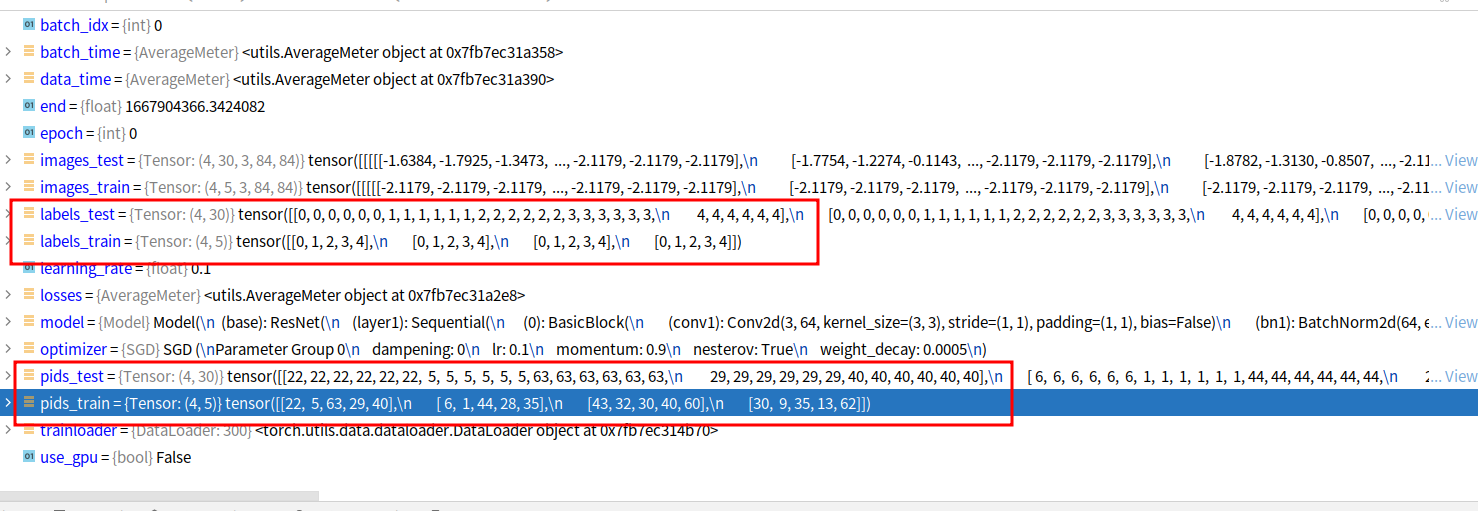 batch_idx = {int} 0
batch_time = {AverageMeter} <utils.AverageMeter object at 0x7fb7ec31a358>
data_time = {AverageMeter} <utils.AverageMeter object at 0x7fb7ec31a390>
end = {float} 1667904366.3424082
epoch = {int} 0
images_test = {Tensor: (4, 30, 3, 84, 84)} tensor([[[[[-1.6384, -1.7925, -1.3473, ..., -2.1179, -2.1179, -2.1179],\n [-1.7754, -1.2274, -0.1143, ..., -2.1179, -2.1179, -2.1179],\n [-1.8782, -1.3130, -0.8507, ..., -2.11... View
images_train = {Tensor: (4, 5, 3, 84, 84)} tensor([[[[[-2.1179, -2.1179, -2.1179, ..., -2.1179, -2.1179, -2.1179],\n [-2.1179, -2.1179, -2.1179, ..., -2.1179, -2.1179, -2.1179],\n [-2.1179, -2.1179, -2.1179, ..., -2.11... View
labels_test = {Tensor: (4, 30)} tensor([[0, 0, 0, 0, 0, 0, 1, 1, 1, 1, 1, 1, 2, 2, 2, 2, 2, 2, 3, 3, 3, 3, 3, 3,\n 4, 4, 4, 4, 4, 4],\n [0, 0, 0, 0, 0, 0, 1, 1, 1, 1, 1, 1, 2, 2, 2, 2, 2, 2, 3, 3, 3, 3, 3, 3,\n 4, 4, 4, 4, 4, 4],\n [0, 0, 0, 0, ... View
labels_train = {Tensor: (4, 5)} tensor([[0, 1, 2, 3, 4],\n [0, 1, 2, 3, 4],\n [0, 1, 2, 3, 4],\n [0, 1, 2, 3, 4]])
learning_rate = {float} 0.1
losses = {AverageMeter} <utils.AverageMeter object at 0x7fb7ec31a2e8>
model = {Model} Model(\n (base): ResNet(\n (layer1): Sequential(\n (0): BasicBlock(\n (conv1): Conv2d(3, 64, kernel_size=(3, 3), stride=(1, 1), padding=(1, 1), bias=False)\n (bn1): BatchNorm2d(64, e... View
optimizer = {SGD} SGD (\nParameter Group 0\n dampening: 0\n lr: 0.1\n momentum: 0.9\n nesterov: True\n weight_decay: 0.0005\n)
pids_test = {Tensor: (4, 30)} tensor([[22, 22, 22, 22, 22, 22, 5, 5, 5, 5, 5, 5, 63, 63, 63, 63, 63, 63,\n 29, 29, 29, 29, 29, 29, 40, 40, 40, 40, 40, 40],\n [ 6, 6, 6, 6, 6, 6, 1, 1, 1, 1, 1, 1, 44, 44, 44, 44, 44, 44,\n 2... View
pids_train = {Tensor: (4, 5)} tensor([[22, 5, 63, 29, 40],\n [ 6, 1, 44, 28, 35],\n [43, 32, 30, 40, 60],\n [30, 9, 35, 13, 62]])
trainloader = {DataLoader: 300} <torch.utils.data.dataloader.DataLoader object at 0x7fb7ec314b70>
use_gpu = {bool} False